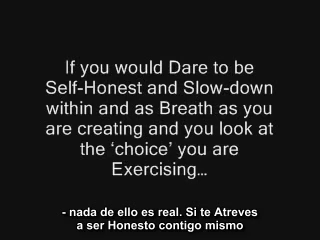 If you would Dare to be
Self-Honest and Slow-down
within and as Breath as you
are creating and you look at
the ‘choice’ you are
Exercising...
- nada de ello es real. Si te Atreves
a ser Honesto contigo mismo